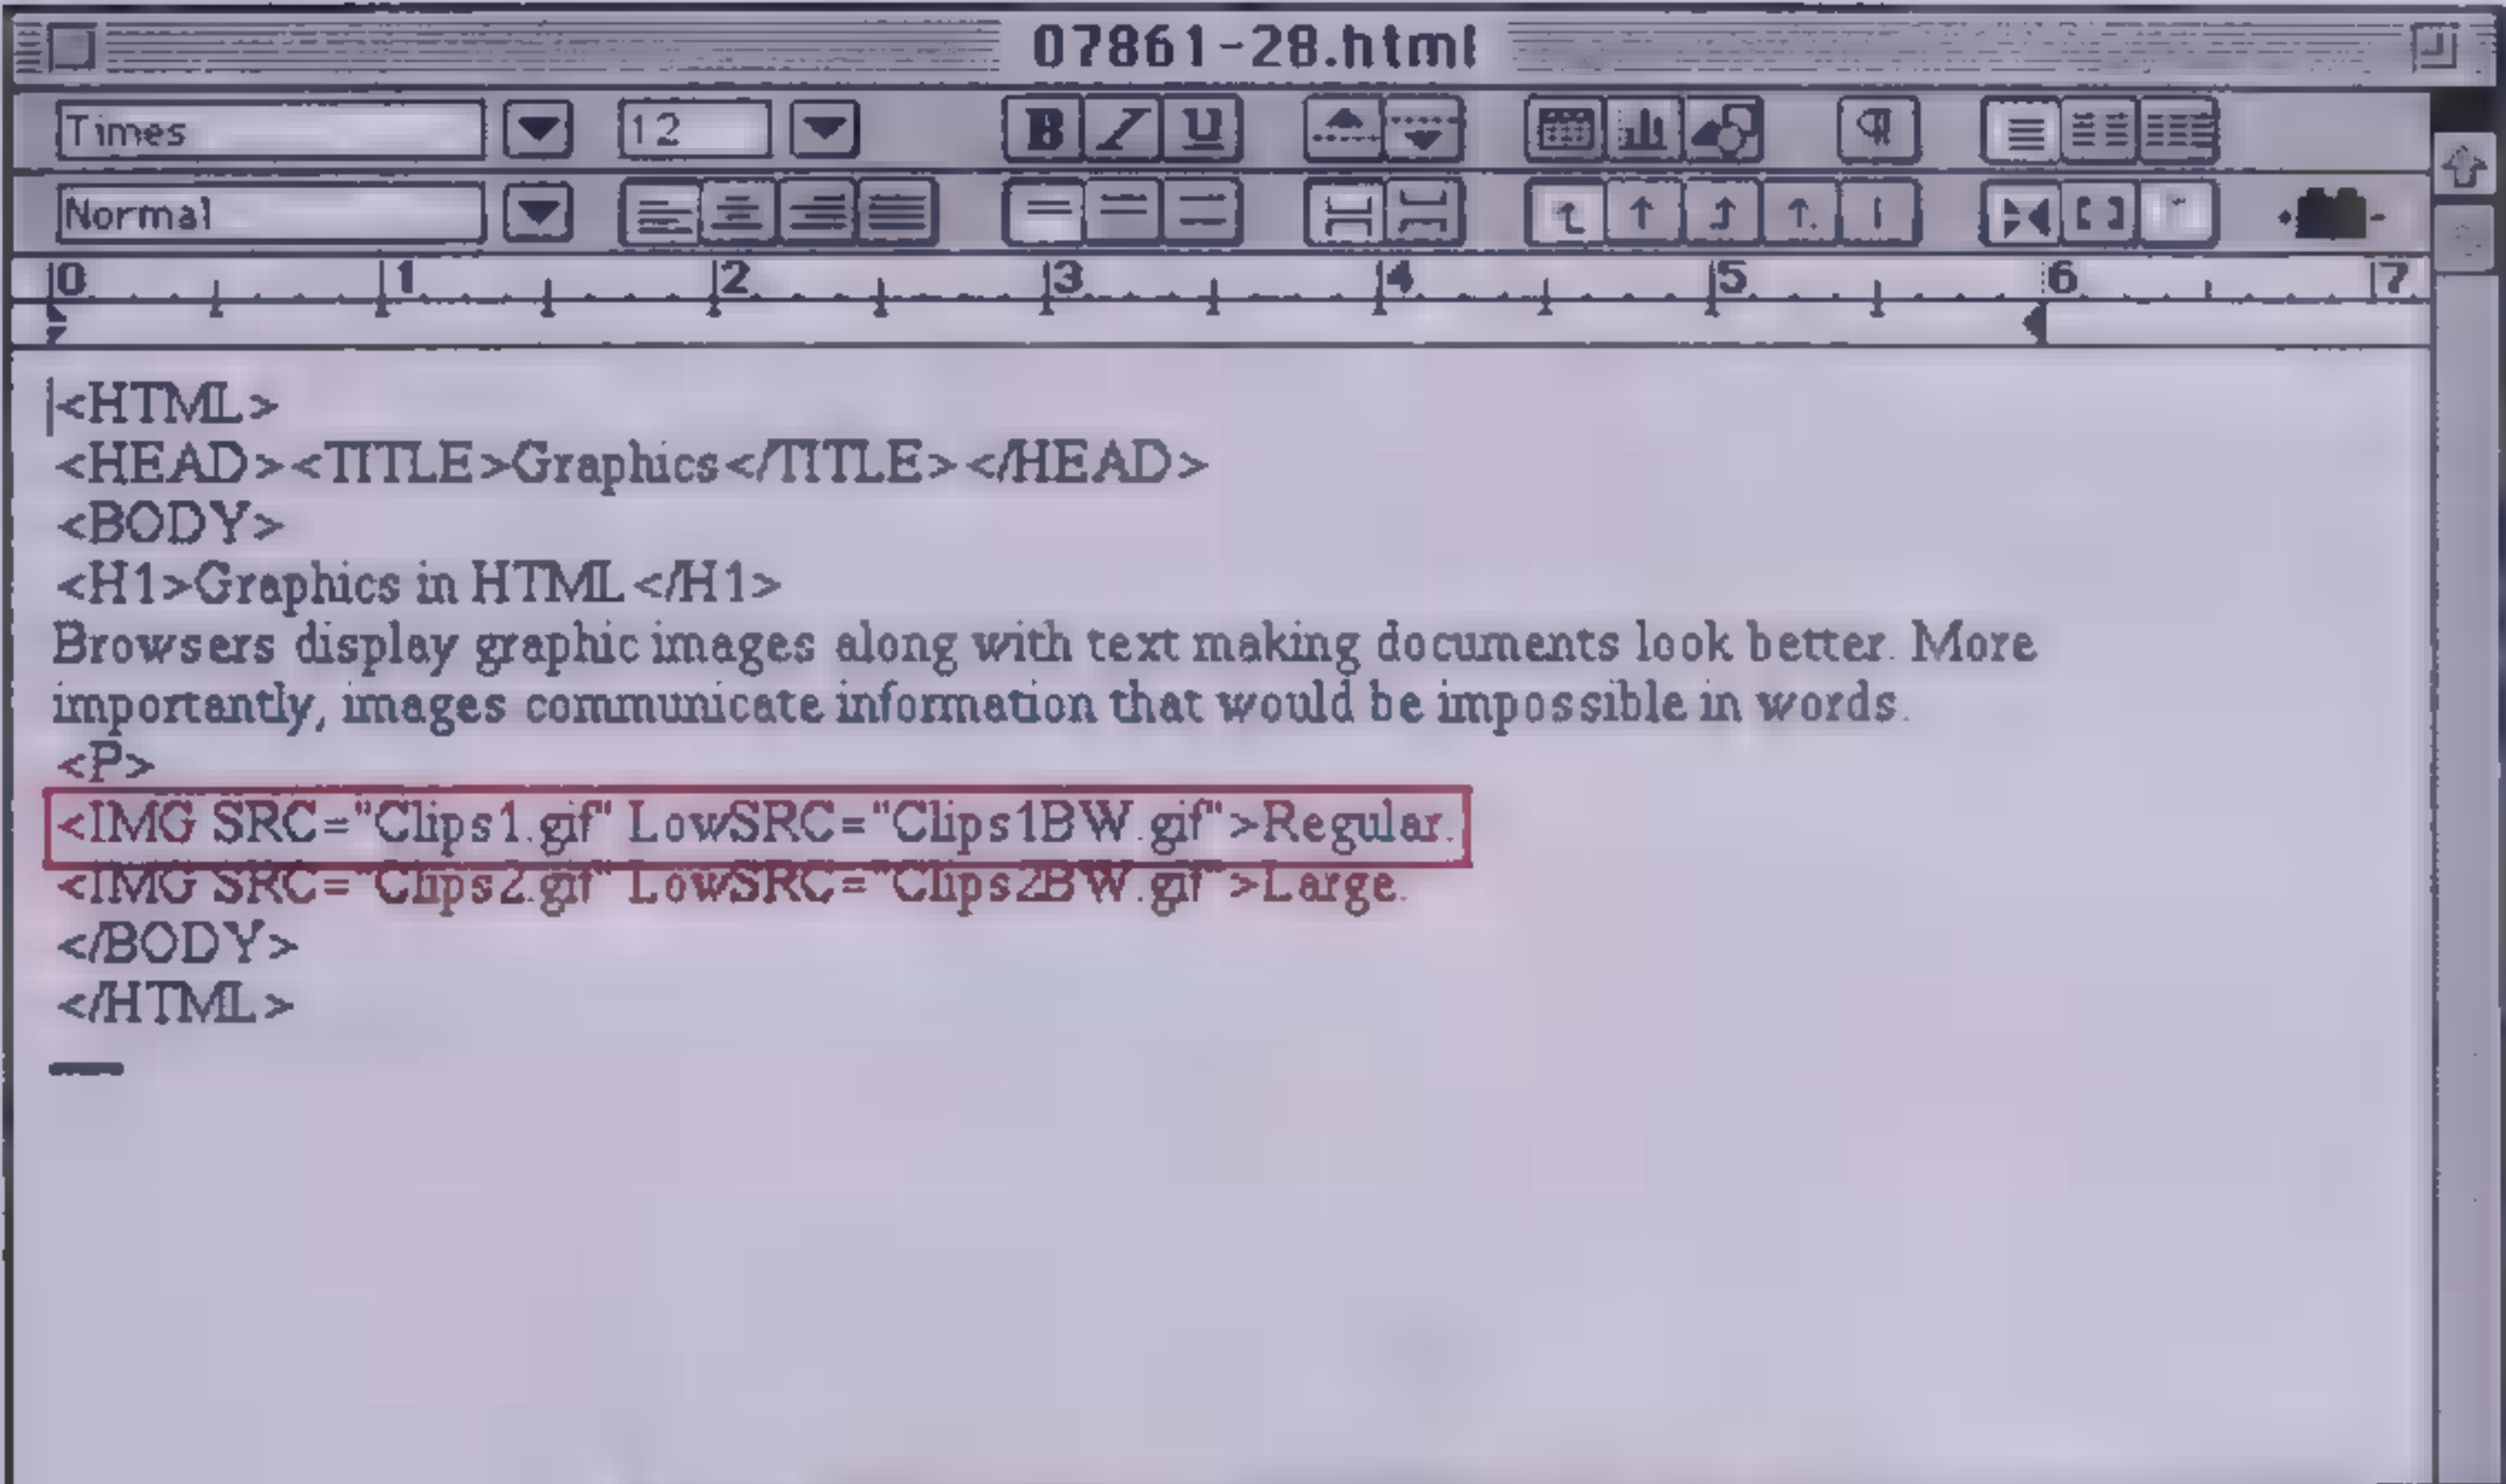 07861-28.html
Times 12 B I U
Normal
0 1 2 3 4 5 6 7
<HTML>
<HEAD><TITLE>Graphics</TITLE></HEAD>
<BODY>
<H1>Graphics in HTML</H1>
Browsers display graphic images along with text making documents look better. More
importantly, images communicate information that would be impossible in words.
<P>
<IMG SRC="Clips1.gif" LowSRC="Clips1BW.gif">Regular.
<IMG SRC="Clips2.gif" LowSRC="Clips2BW.gif">Large.
</BODY>
</HTML>